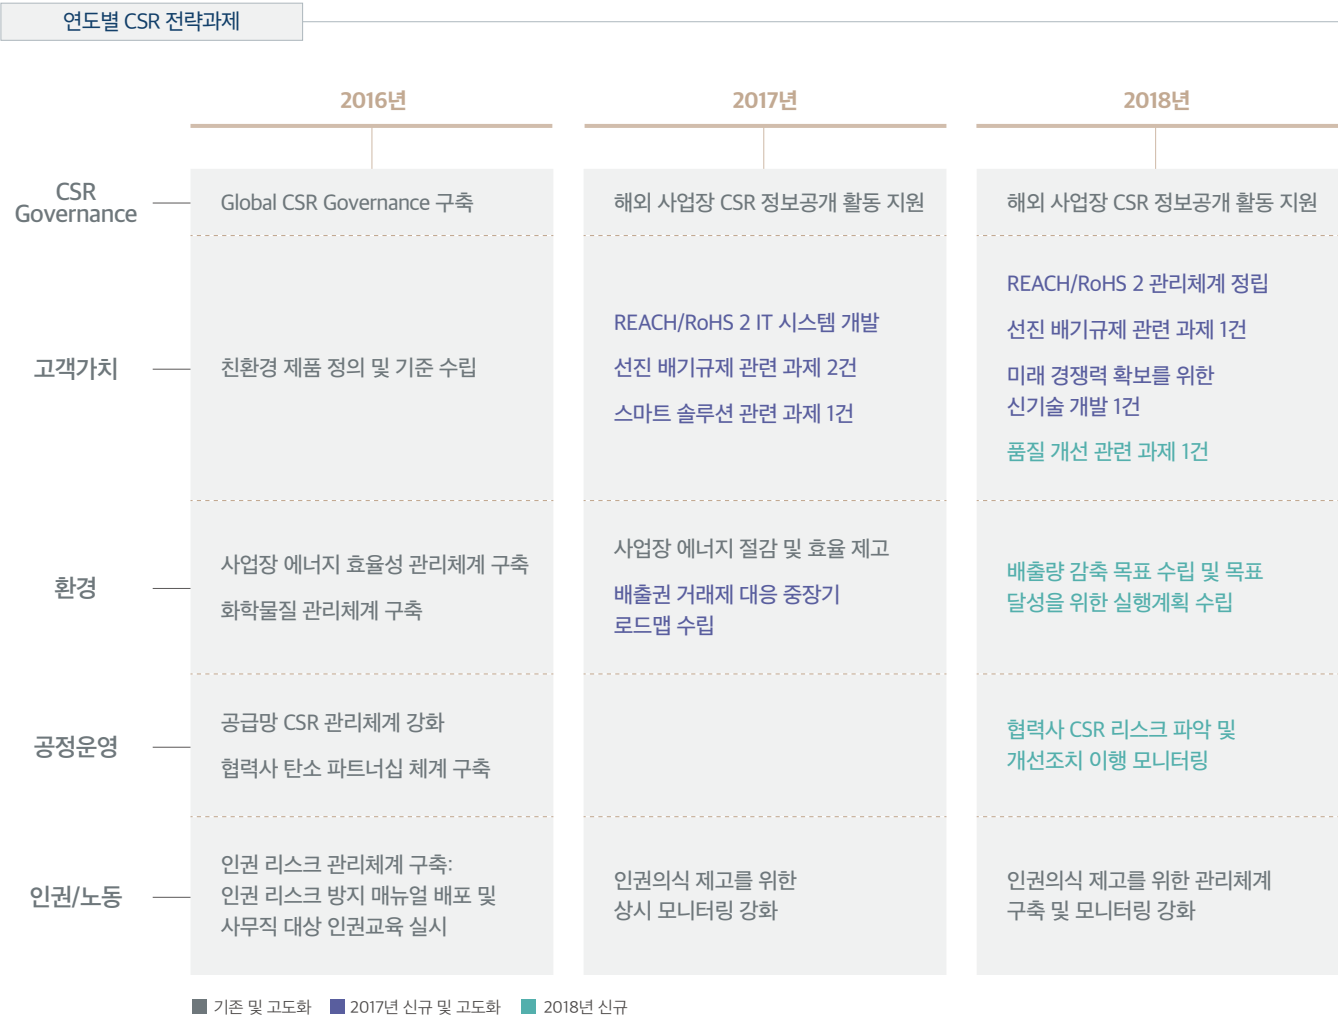 연도별 CSR 전략과제
2016년
2017년
2018년
CSR
Governance
Global CSR Governance 구축
해외 사업장 CSR 정보공개 활동 지원
해외 사업장 CSR 정보공개 활동 지원
고객가치
친환경 제품 정의 및 기준 수립
REACH/RoHS 2 IT 시스템 개발
선진 배기규제 관련 과제 2건
스마트 솔루션 관련 과제 1건
REACH/RoHS 2 관리체계 정립
선진 배기규제 관련 과제 1건
미래 경쟁력 확보를 위한
신기술 개발 1건
품질 개선 관련 과제 1건
환경
사업장 에너지 효율성 관리체계 구축
화학물질 관리체계 구축
사업장 에너지 절감 및 효율 제고
배출권 거래제 대응 중장기
로드맵 수립
배출량 감축 목표 수립 및 목표
달성을 위한 실행계획 수립
공정운영
공급망 CSR 관리체계 강화
협력사 탄소 파트너십 체계 구축
협력사 CSR 리스크 파악 및
개선조치 이행 모니터링
인권/노동
인권 리스크 관리체계 구축:
인권 리스크 방지 매뉴얼 배포 및
사무직 대상 인권교육 실시
인권의식 제고를 위한
상시 모니터링 강화
인권의식 제고를 위한 관리체계
구축 및 모니터링 강화
기존 및 고도화
2017년 신규 및 고도화
2018년 신규